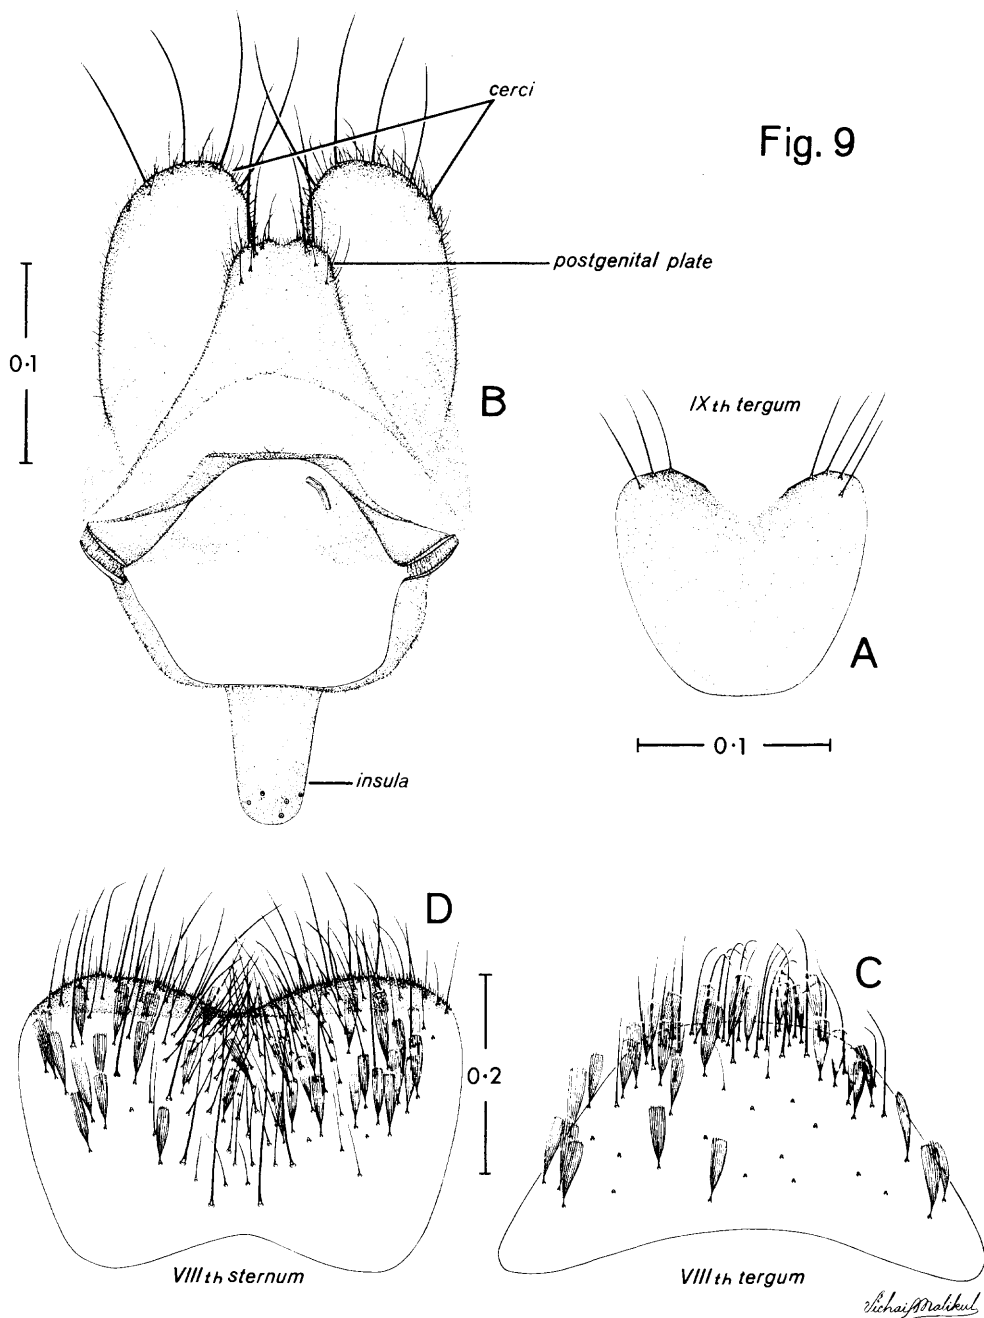 cerci
Fig. 9
postgenital plate
0·1
B
IXth tergum
A
0·1
insula
D
C
0·2
VIIIth sternum
VIIIth tergum
Vichai Malikul